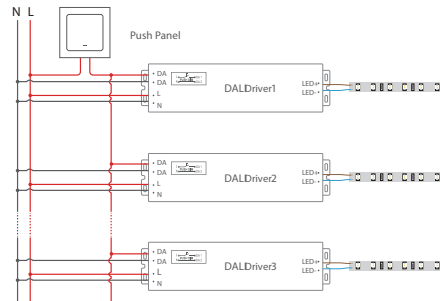 N L
Push Panel
DA
DA
L
N
DALIDriver1
LED+
LED-
DA
DA
L
N
DALIDriver2
LED+
LED-
DA
DA
L
N
DALIDriver3
LED+
LED-